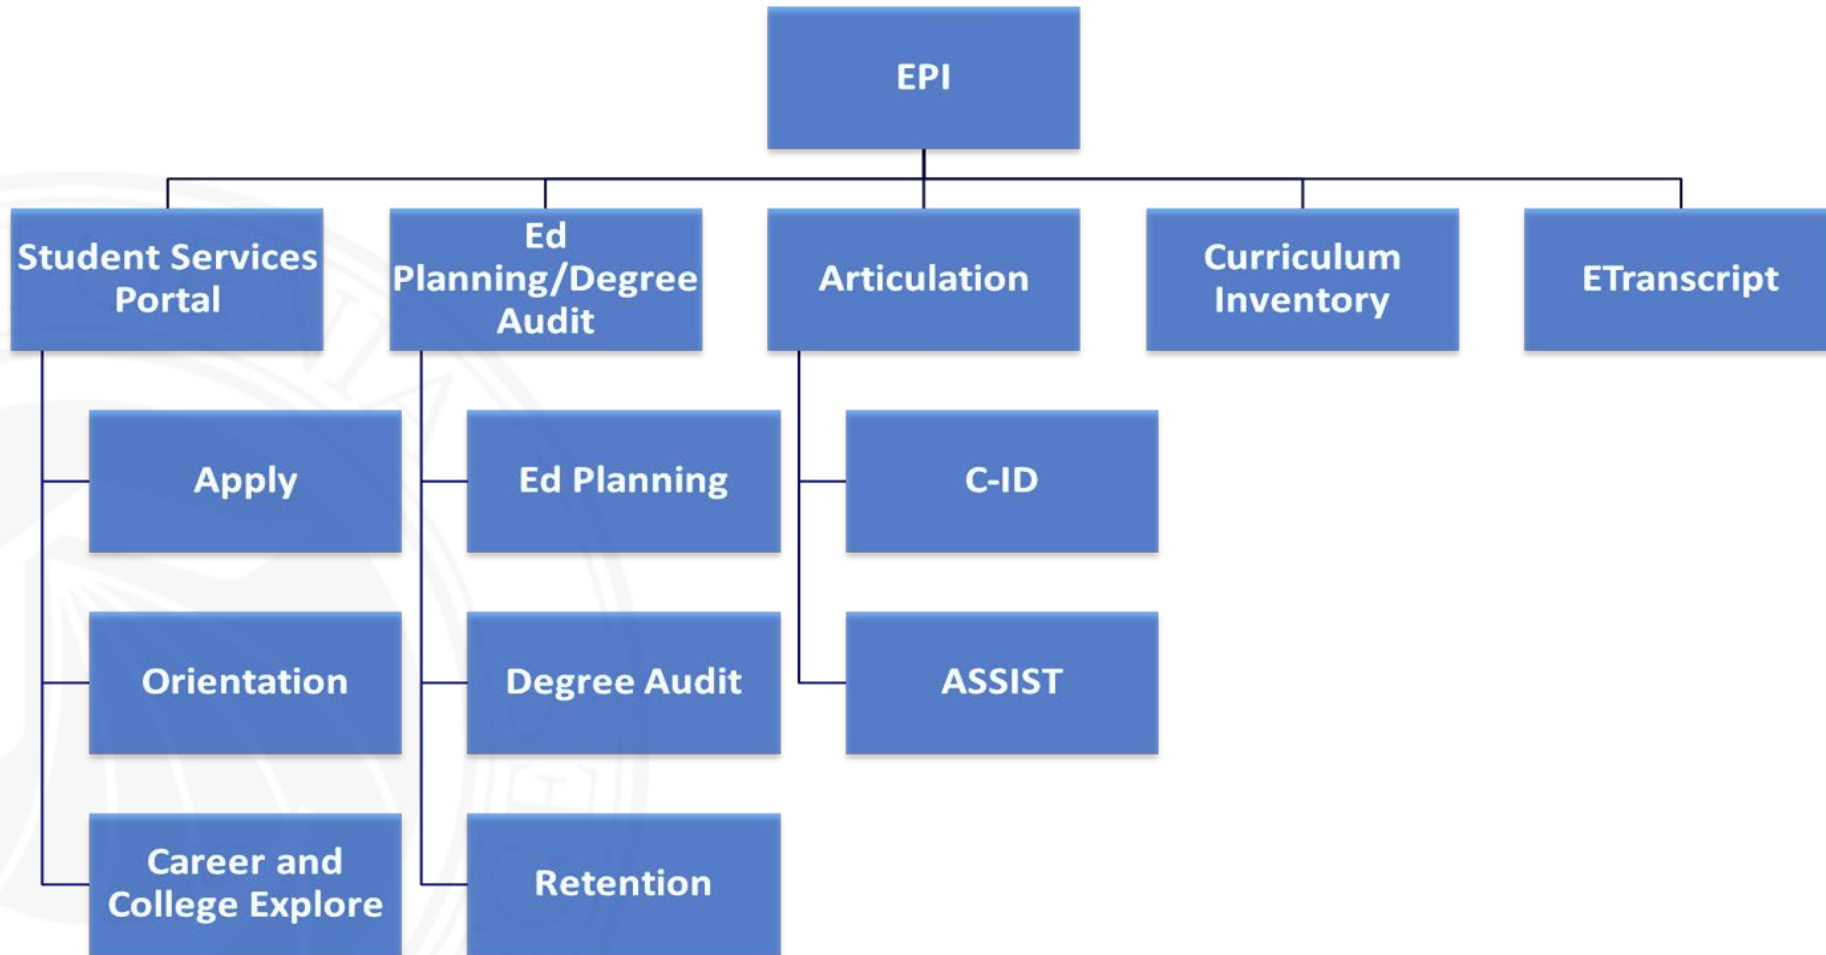 EPI
Student Services
Portal
Ed
Planning/Degree
Audit
Articulation
Curriculum
Inventory
ETranscript
Apply
Ed Planning
C-ID
Orientation
Degree Audit
ASSIST
Career and
College Explore
Retention